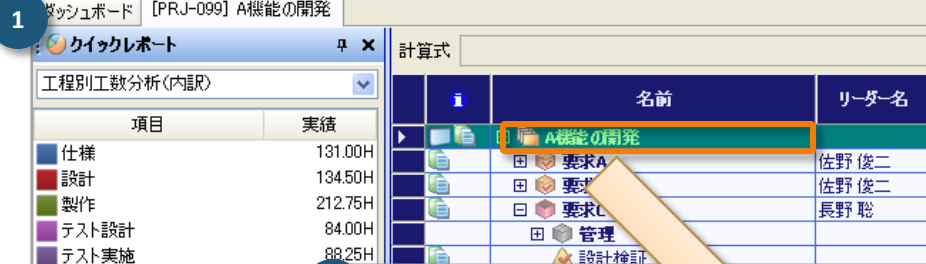 1
ダッシュボード [PRJ-099] A機能の開発
クイックレポート
計算式
工程別工数分析(内訳)
名前 リーダー名
項目 実績
A機能の開発
仕様 131.00H
要求A 佐野 俊二
設計 134.50H
佐野 俊二
製作 212.75H
長野 聡
テスト設計 84.00H
管理
テスト実施 88.25H
設計検証